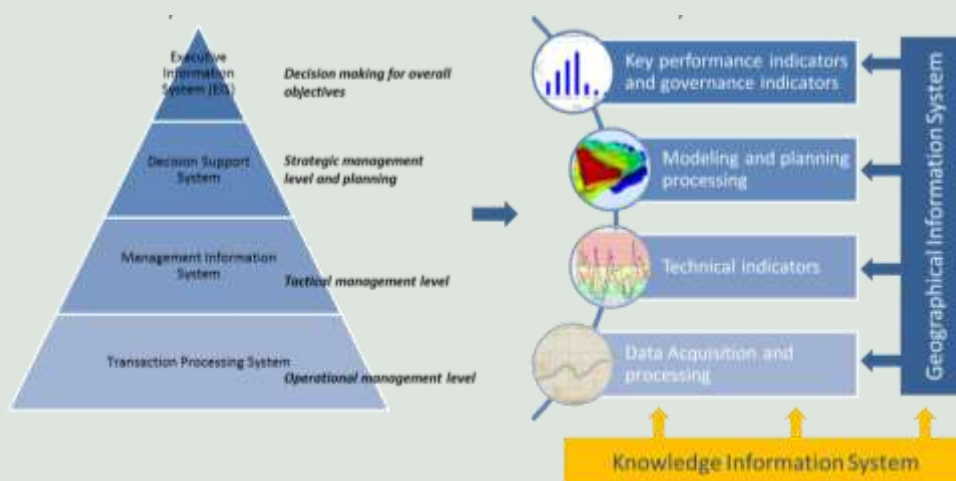 Executive
Information
System (EIS)
Decision making for overall
objectives
Decision Support
System
Strategic management
level and planning
Management Information
System
Tactical management level
Transaction Processing System
Operational management level
Key performance indicators
and governance indicators
Modeling and planning
processing
Technical indicators
Data Acquisition and
processing
Geographical Information System
Knowledge Information System